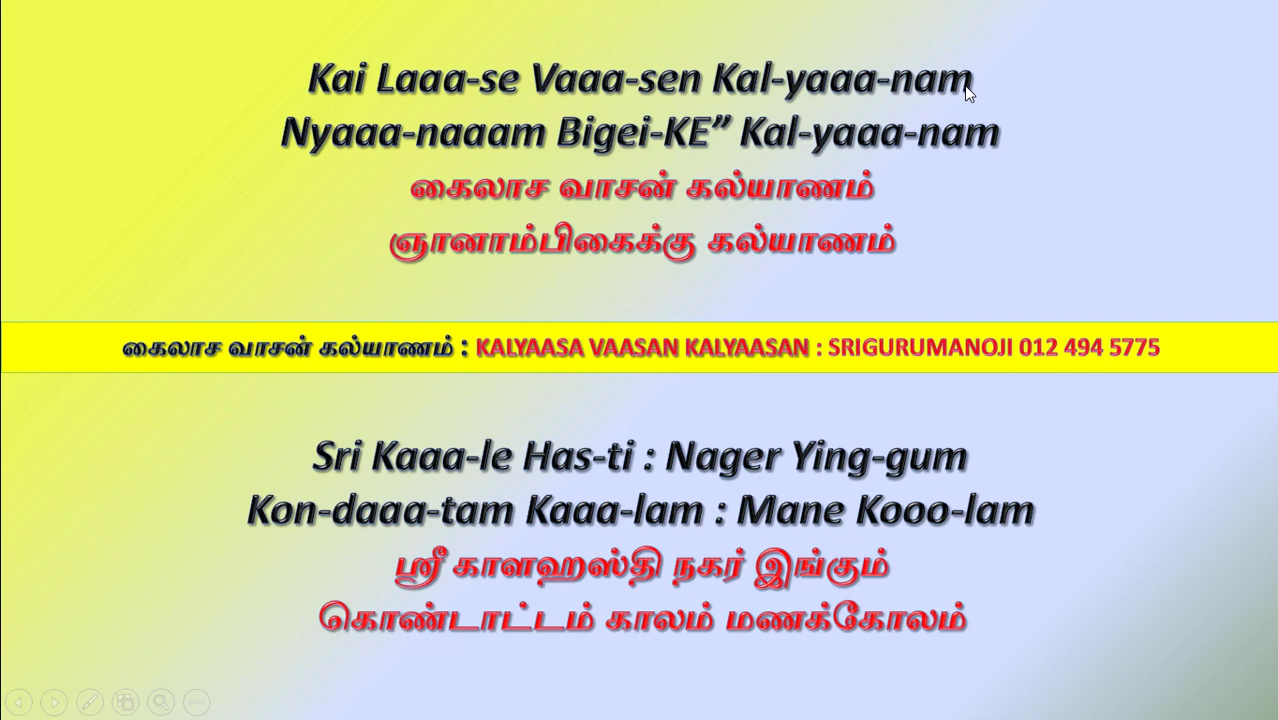 Kai Laaa-se Vaaa-sen Kal-yaaa-nam
Nyaaa-naaam Bigei-KE” Kal-yaaa-nam
கைலாச வாசன் கல்யாணம்
ஞானாம்பிகைக்கு கல்யாணம்
கைலாச வாசன் கல்யாணம் : KALYAASA VAASAN KALYAASAN : SRIGURUMANOJI 012 494 5775
Sri Kaaa-le Has-ti : Nager Ying-gum
Kon-daaa-tam Kaaa-lam : Mane Kooo-lam
ஸ்ரீ காளஹஸ்தி நகர் இங்கும்
கொண்டாட்டம் காலம் மணக்கோலம்